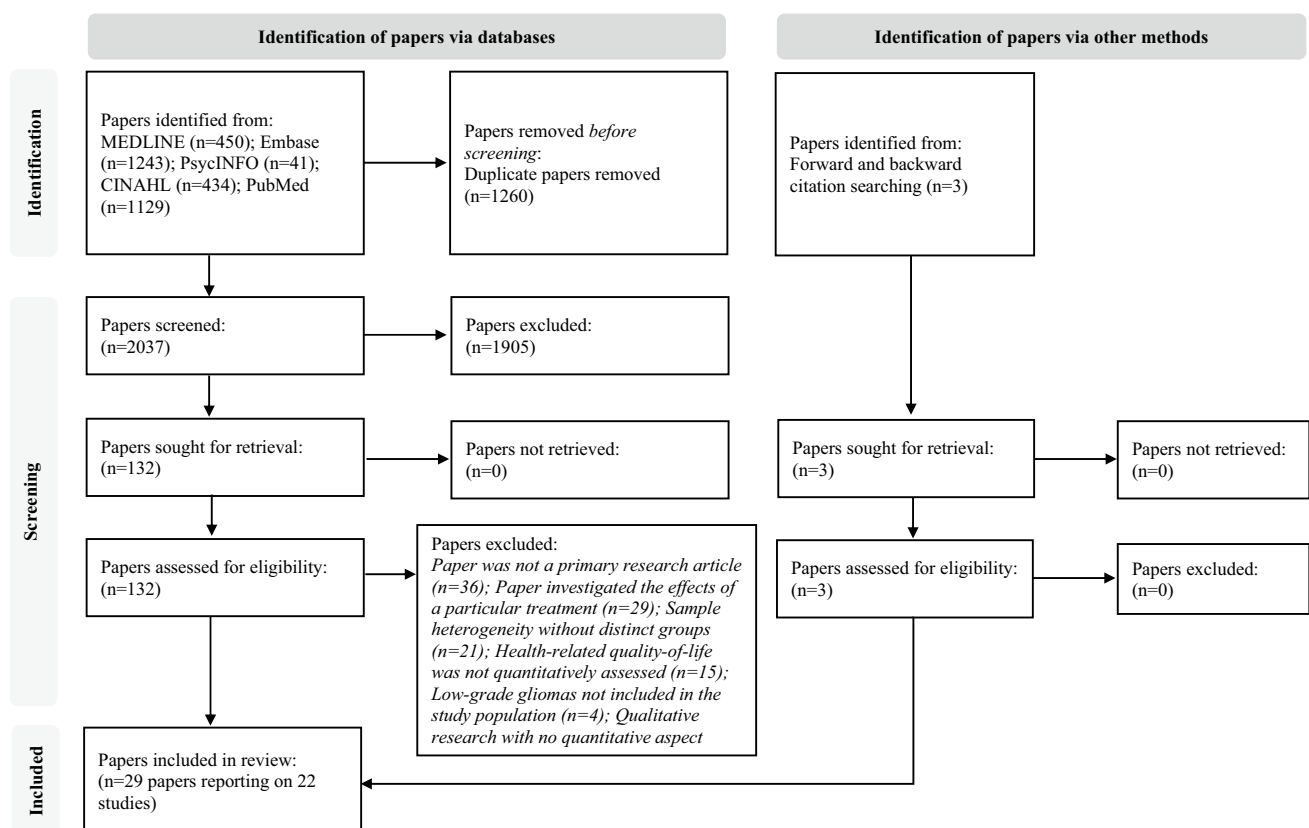 Identification of papers via databases
Identification of papers via other methods
Identification
Papers identified from:
MEDLINE (n=450); Embase
(n=1243); PsycINFO (n=41);
CINAHL (n=434); PubMed
(n=1129)
Papers removed before
screening:
Duplicate papers removed
(n=1260)
Papers identified from:
Forward and backward
citation searching (n=3)
Screening
Papers screened:
(n=2037)
Papers excluded:
(n=1905)
Papers sought for retrieval:
(n=132)
Papers not retrieved:
(n=0)
Papers sought for retrieval:
(n=3)
Papers not retrieved:
(n=0)
Papers assessed for eligibility:
(n=132)
Papers excluded:
Paper was not a primary research article
(n=36); Paper investigated the effects of
a particular treatment (n=29); Sample
heterogeneity without distinct groups
(n=21); Health-related quality-of-life
was not quantitatively assessed (n=15);
Low-grade gliomas not included in the
study population (n=4); Qualitative
research with no quantitative aspect
Papers assessed for eligibility:
(n=3)
Papers excluded:
(n=0)
Included
Papers included in review:
(n=29 papers reporting on 22
studies)